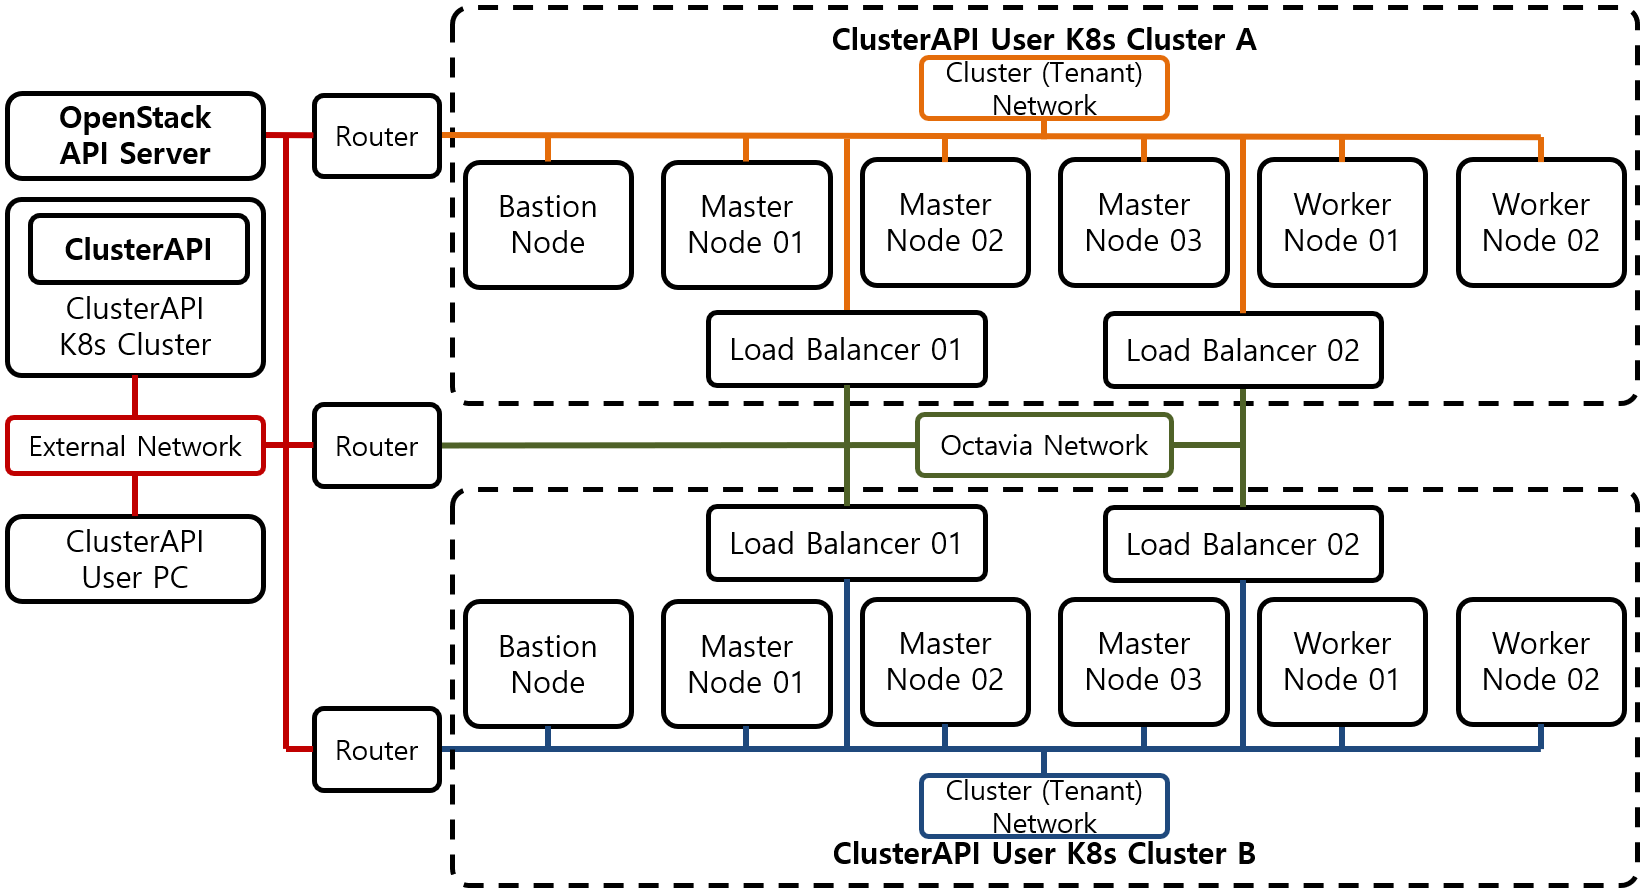 ClusterAPI User K8s Cluster A
Cluster (Tenant)
Network
OpenStack
API Server
Router
Bastion
Node
Master
Node 01
Master
Node 02
Master
Node 03
Worker
Node 01
Worker
Node 02
ClusterAPI
ClusterAPI
K8s Cluster
Load Balancer 01
Load Balancer 02
External Network
Router
Octavia Network
ClusterAPI
User PC
Load Balancer 01
Load Balancer 02
Bastion
Node
Master
Node 01
Master
Node 02
Master
Node 03
Worker
Node 01
Worker
Node 02
Router
Cluster (Tenant)
Network
ClusterAPI User K8s Cluster B